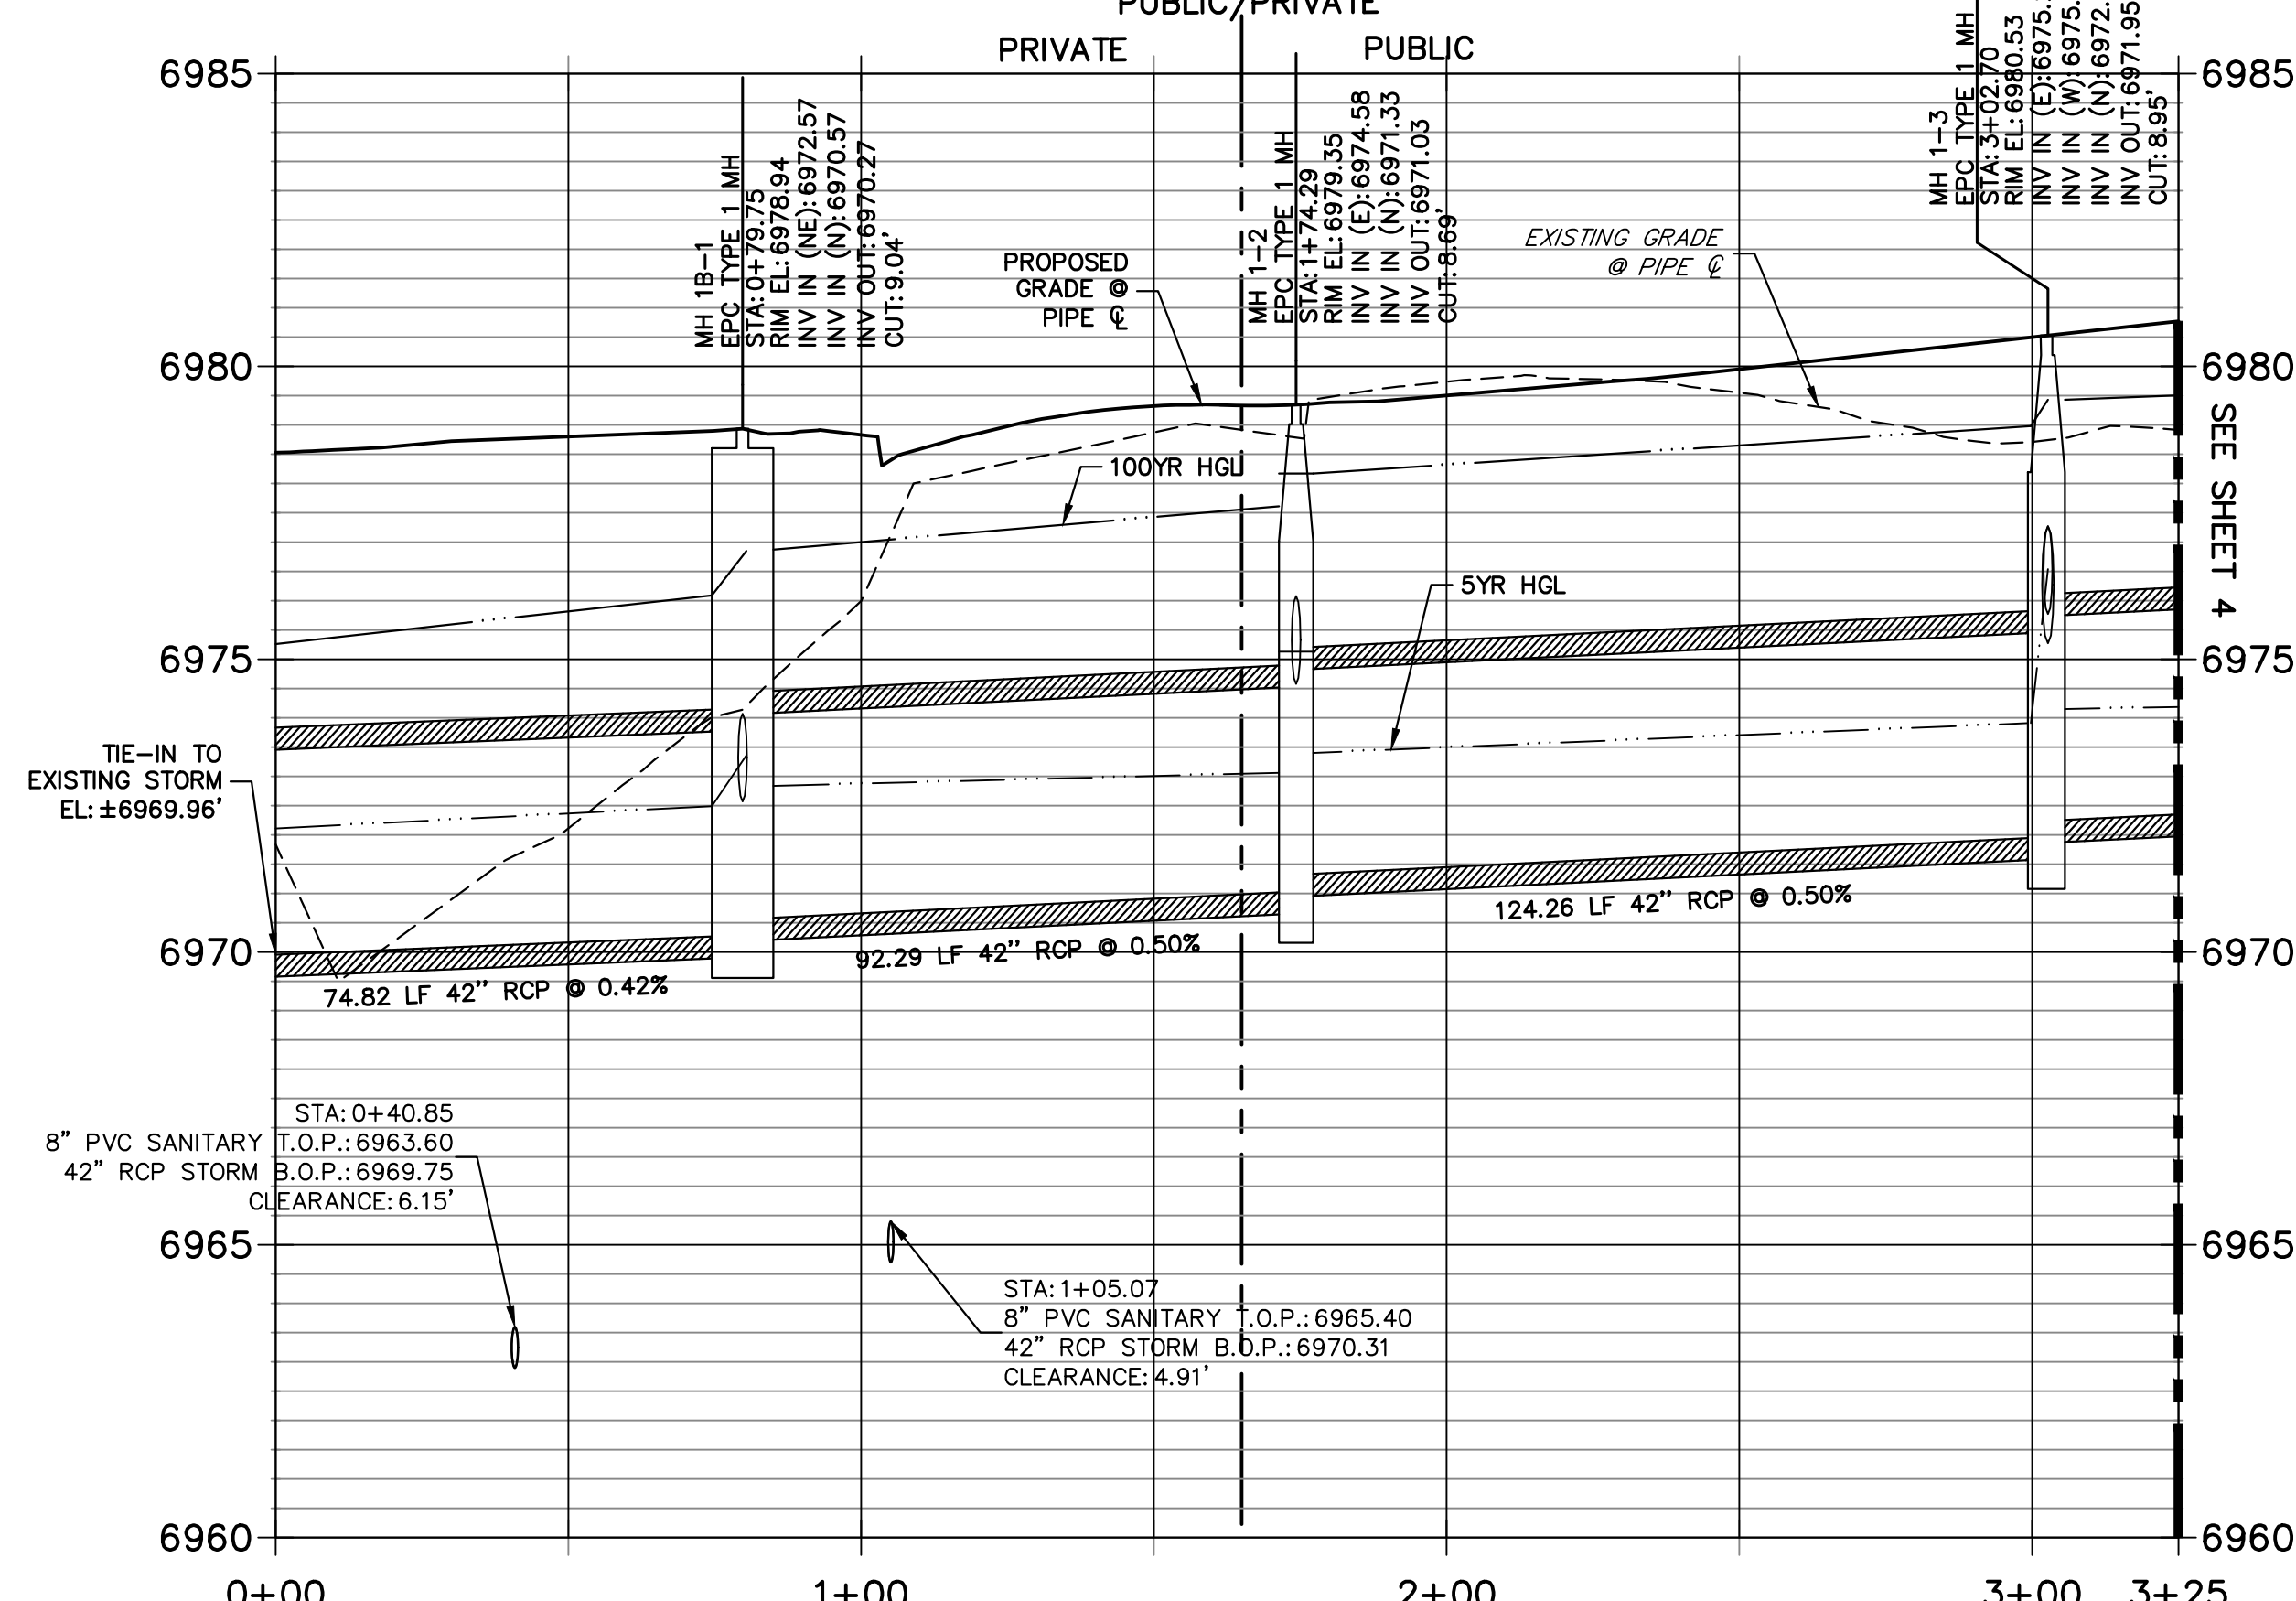 PUBLIC/PRIVATE
PRIVATE
PUBLIC
6985
6980
6975
6970
6965
6960
MH 1B-1
EPC TYPE 1 MH
STA:0+79.75
RIM EL:6978.94
INV IN (NE):6972.57
INV IN (N):6970.57
INV OUT:6970.27
CUT:9.04'
PROPOSED
GRADE @
PIPE ℄
MH 1-2
EPC TYPE 1 MH
STA:1+74.29
RIM EL:6979.35
INV IN (E):6974.58
INV IN (N):6971.33
INV OUT:6971.03
CUT:8.69'
EXISTING GRADE
@ PIPE ℄
MH 1-3
EPC TYPE 1 MH
STA:3+02.70
RIM EL:6980.53
INV IN (E):6975.
INV IN (W):6975.
INV IN (N):6972.
INV OUT:6971.95
CUT:8.95'
6985
6980
6975
6970
6965
6960
SEE SHEET 4
100YR HGL
5YR HGL
TIE-IN TO
EXISTING STORM
EL:±6969.96'
74.82 LF 42" RCP @ 0.42%
92.29 LF 42" RCP @ 0.50%
124.26 LF 42" RCP @ 0.50%
STA:0+40.85
8" PVC SANITARY T.O.P.:6963.60
42" RCP STORM B.O.P.:6969.75
CLEARANCE:6.15'
STA:1+05.07
8" PVC SANITARY T.O.P.:6965.40
42" RCP STORM B.O.P.:6970.31
CLEARANCE:4.91'
0+00
1+00
2+00
3+00
3+25